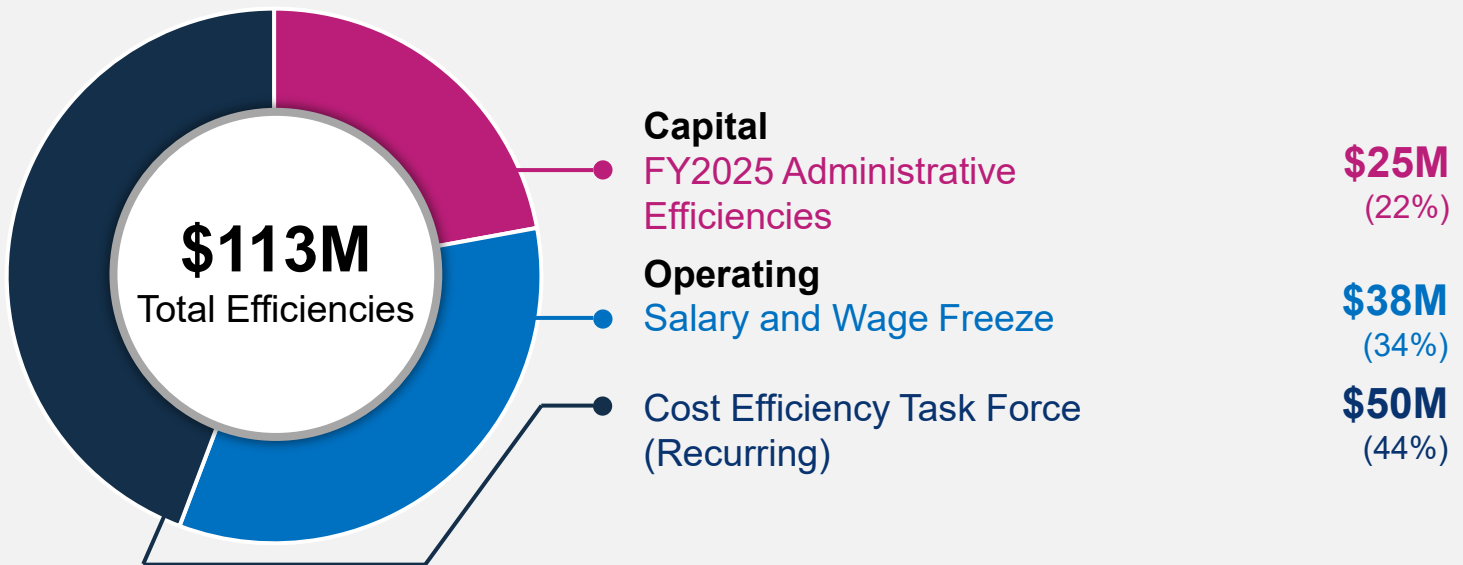 $113M
Total Efficiencies
Capital
FY2025 Administrative
Efficiencies
$25M
(22%)
Operating
Salary and Wage Freeze
$38M
(34%)
Cost Efficiency Task Force
(Recurring)
$50M
(44%)